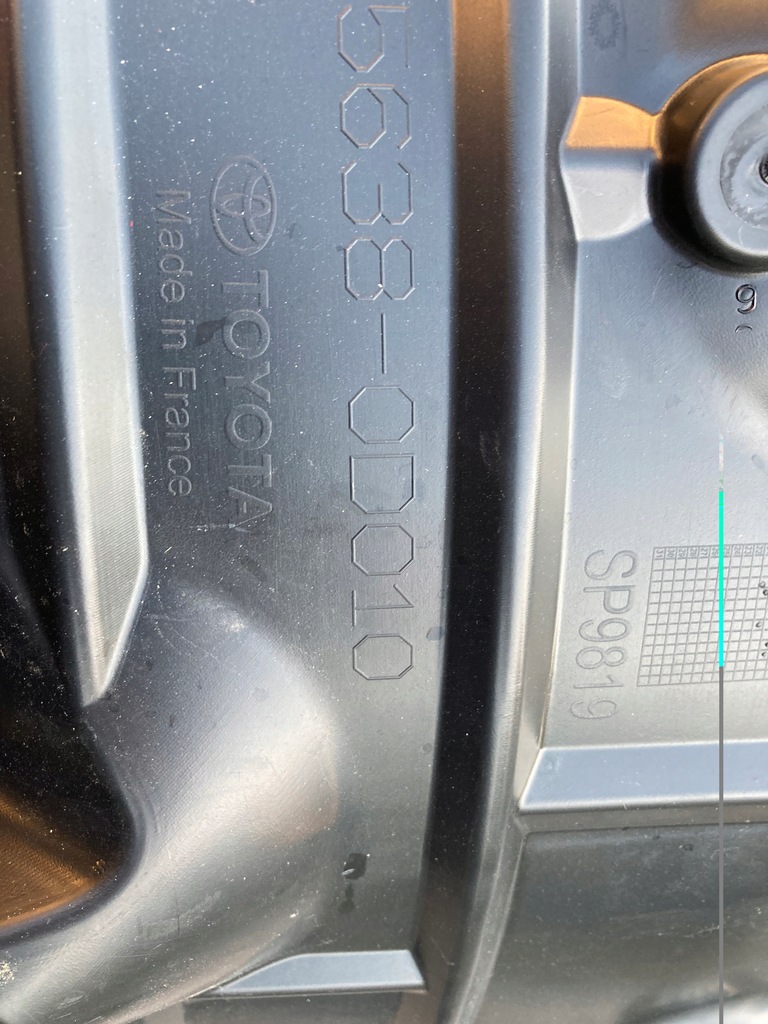 5638-0D010
TOYOTA
Made in France
9
SP9819